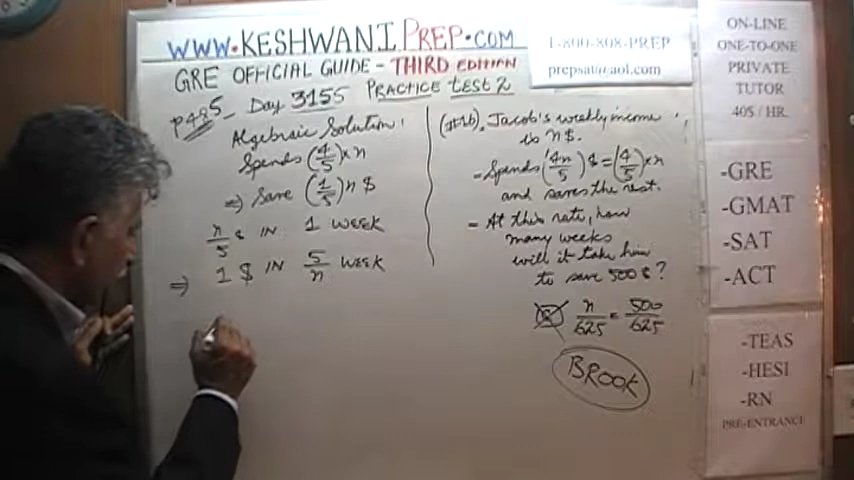 WWW.KESHWANIPREP.COM
1-800-808-PREP
prepsat@aol.com
GRE OFFICIAL GUIDE - THIRD EDITION
P485 - Day 3155 PRACTICE TEST 2
Algebraic Solution:
Spends (4/5) x n
⇒ Save (1/5) n $
n/5 $ IN 1 WEEK
⇒ 1 $ IN 5/n WEEK
(#16). Jacob's weekly income
is n $.
- Spends (4n/5) $ = (4/5) x n
and saves the rest.
- At this rate, how
many weeks
will it take him
to save 500 $?
n/625 = 500/625
BROOK
ON-LINE
ONE-TO-ONE
PRIVATE
TUTOR
40$ / HR.
-GRE
-GMAT
-SAT
-ACT
-TEAS
-HESI
-RN
PRE-ENTRANCE